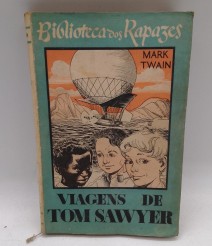 Biblioteca dos Rapazes
MARK
TWAIN
VIAGENS DE
TOM SAWYER